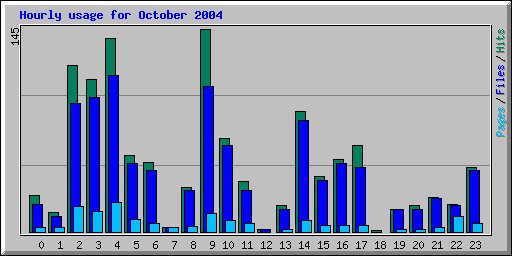 Hourly usage for October 2004
145
Pages / Files / Hits
0 1 2 3 4 5 6 7 8 9 10 11 12 13 14 15 16 17 18 19 20 21 22 23